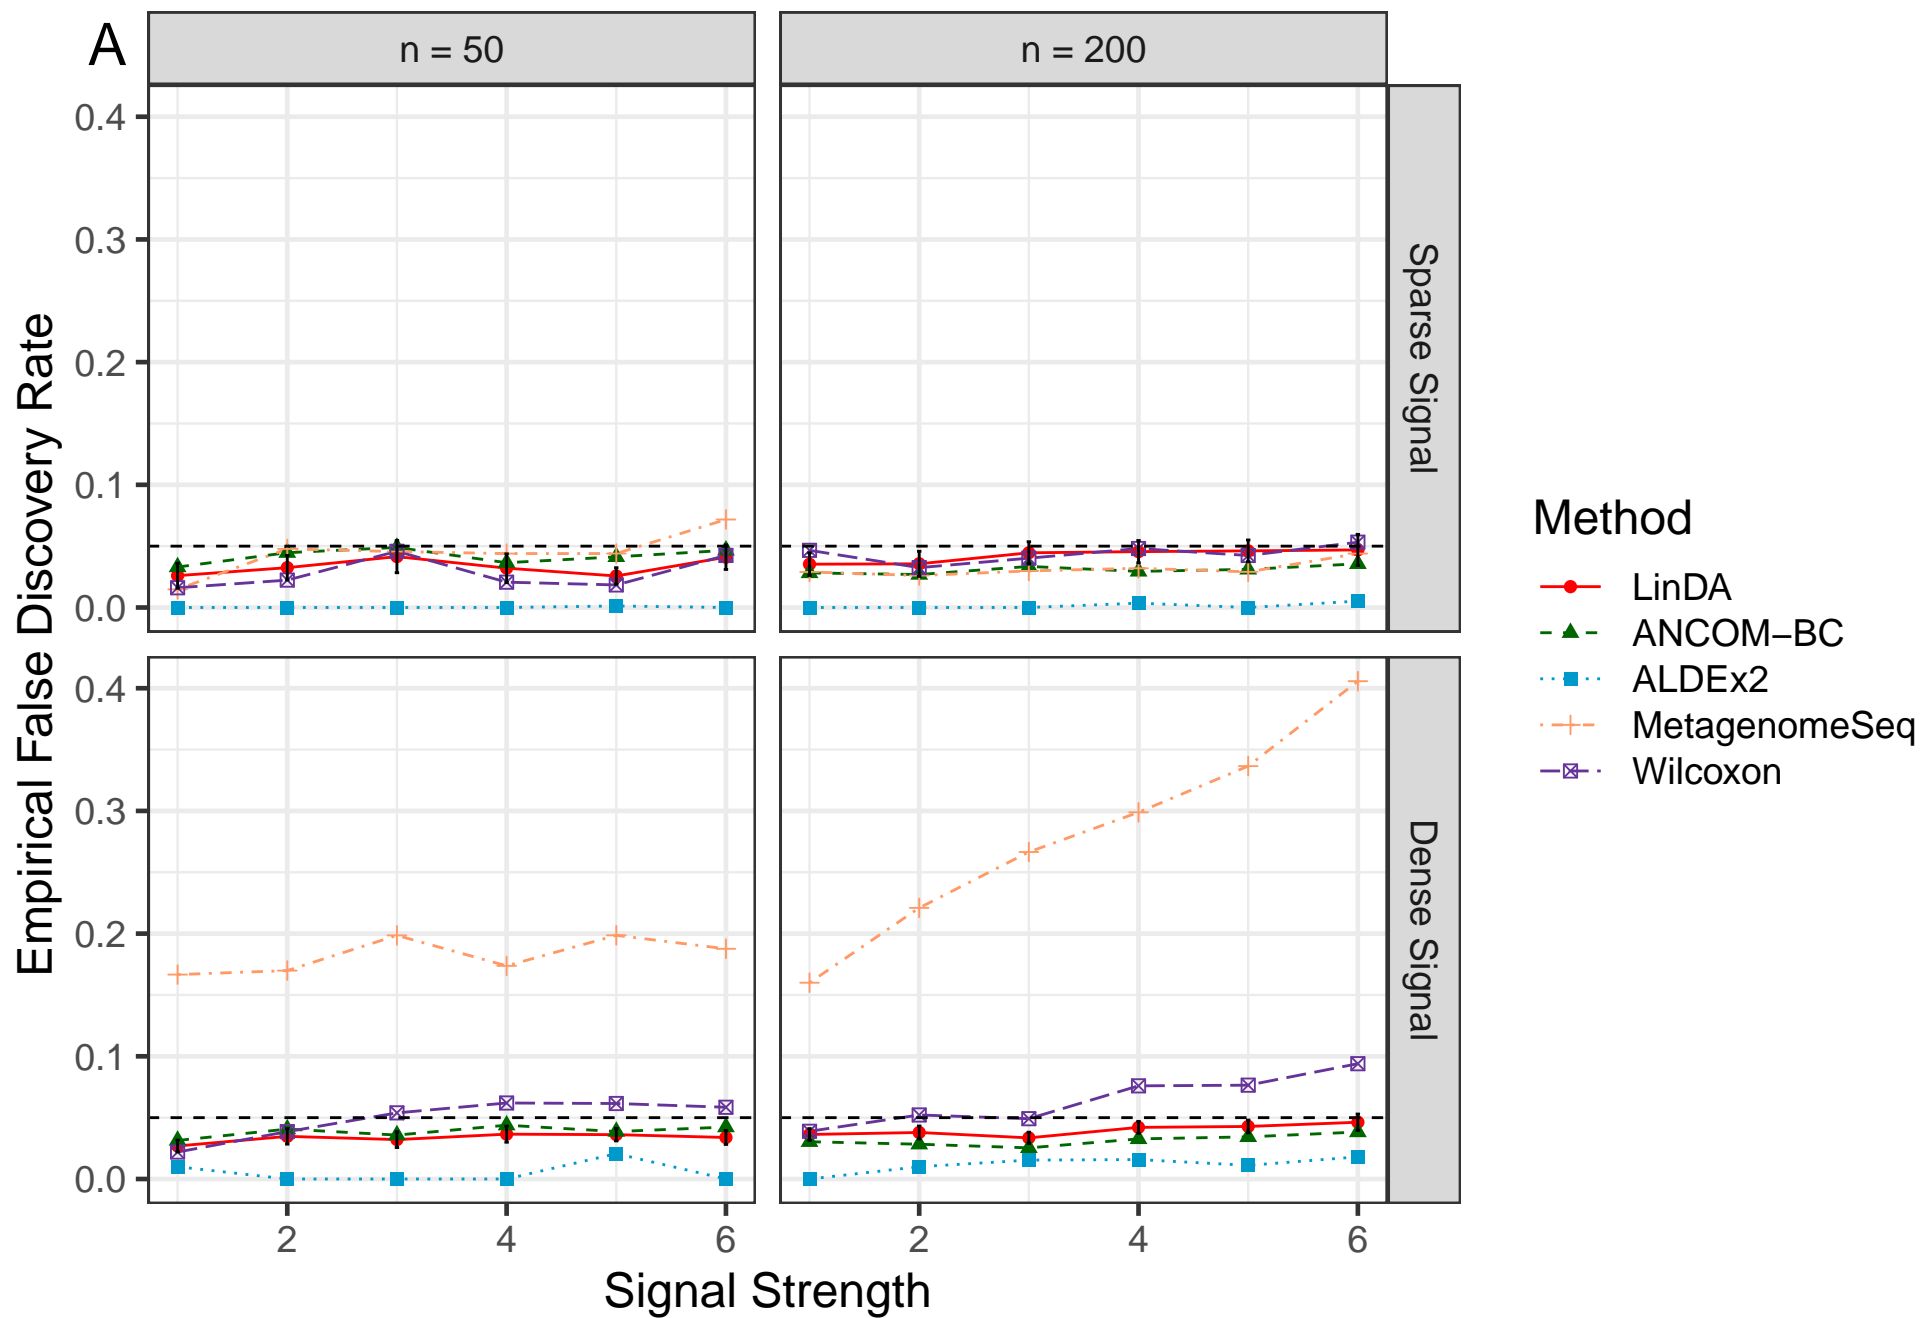 A
n = 50
n = 200
0.4
0.3
0.2
0.1
0.0
Sparse Signal
0.4
0.3
0.2
0.1
0.0
Dense Signal
2
4
6
2
4
6
Signal Strength
Empirical False Discovery Rate
Method
LinDA
ANCOM−BC
ALDEx2
MetagenomeSeq
Wilcoxon